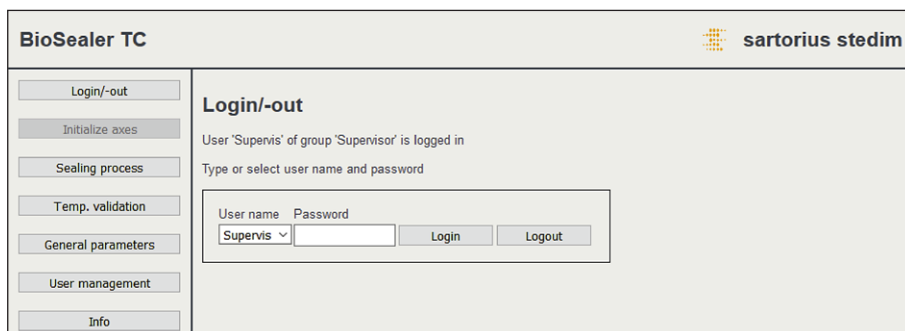 BioSealer TC
sartorius stedim
Login/-out
Initialize axes
Sealing process
Temp. validation
General parameters
User management
Info
Login/-out
User 'Supervis' of group 'Supervisor' is logged in
Type or select user name and password
User name Password
Supervis Login Logout